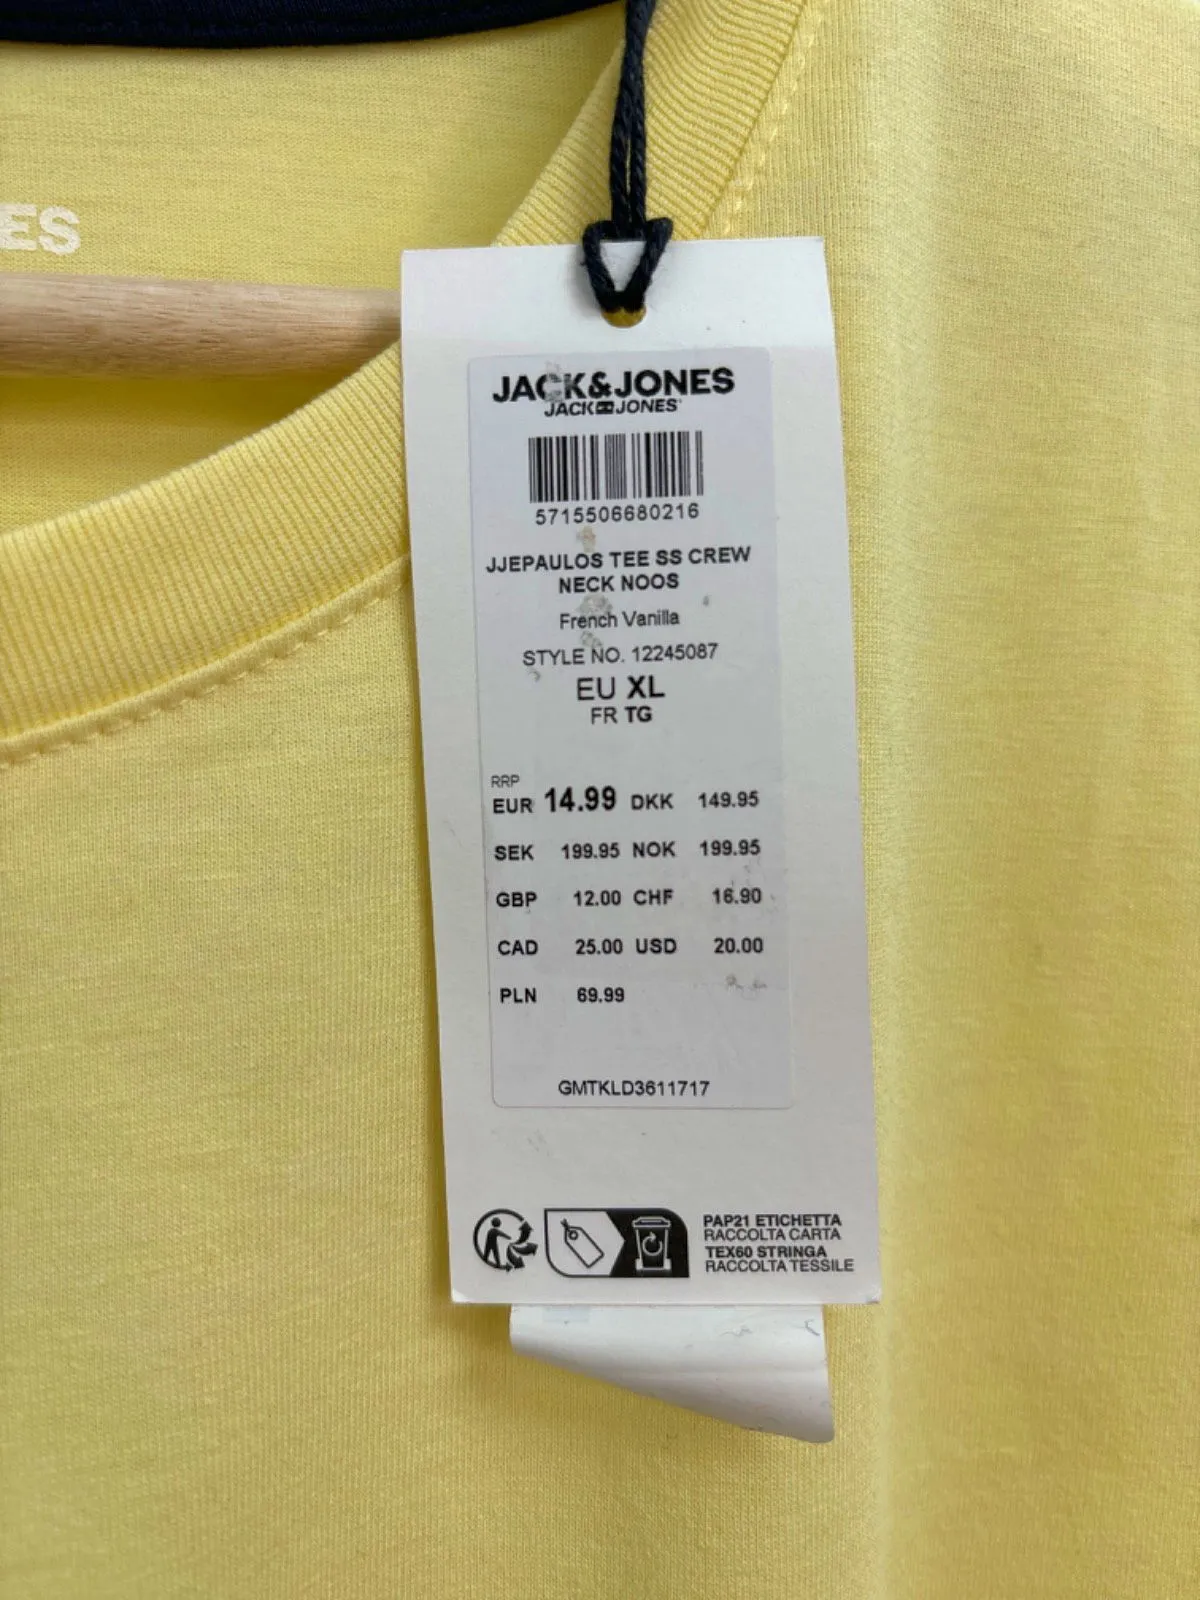 ES
JACK&JONES
JACK JONES
5715506680216
JJEPAULOS TEE SS CREW
NECK NOOS
French Vanilla
STYLE NO. 12245087
EU XL
FR TG
RRP
EUR 14.99 DKK 149.95
SEK 199.95 NOK 199.95
GBP 12.00 CHF 16.90
CAD 25.00 USD 20.00
PLN 69.99
GMTKLD3611717
PAP21 ETICHETTA
RACCOLTA CARTA
TEX60 STRINGA
RACCOLTA TESSILE